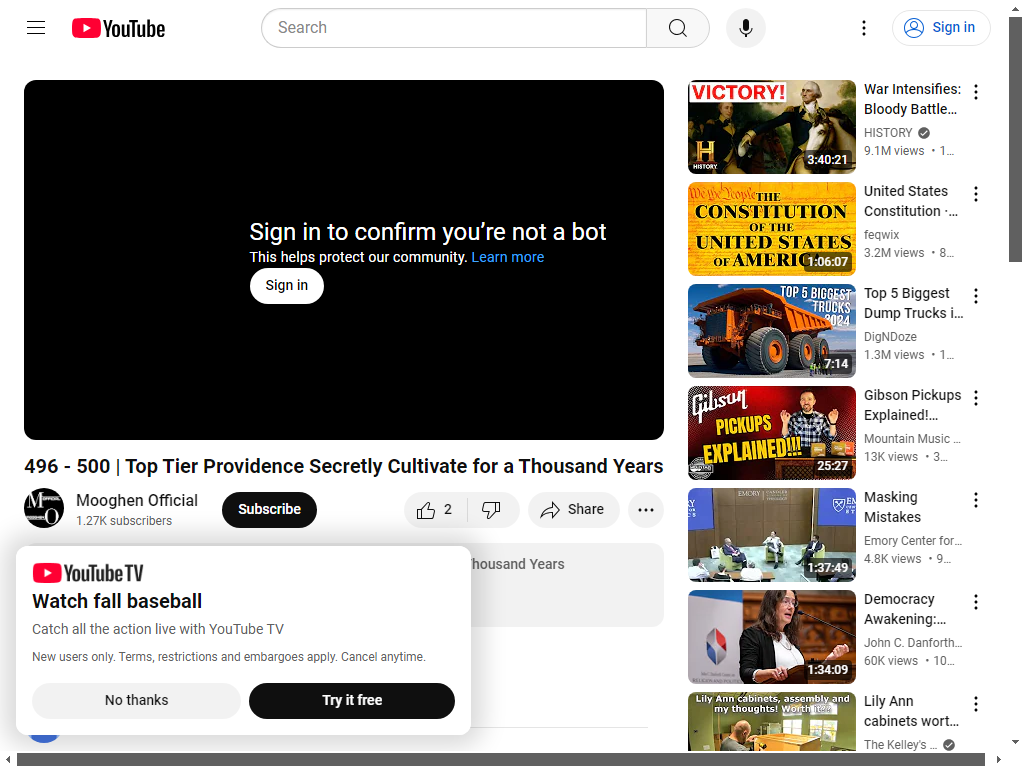 YouTube
Search
Sign in
Sign in to confirm you’re not a bot
This helps protect our community. Learn more
Sign in
496 - 500 | Top Tier Providence Secretly Cultivate for a Thousand Years
Mooghen Official
1.27K subscribers
Subscribe
2
Share
Thousand Years
YouTube TV
Watch fall baseball
Catch all the action live with YouTube TV
New users only. Terms, restrictions and embargoes apply. Cancel anytime.
No thanks
Try it free
VICTORY!
H
HISTORY
3:40:21
War Intensifies:
Bloody Battle…
HISTORY
9.1M views • 1…
We the People THE
CONSTITUTION
OF THE
UNITED STATES
OF AMERICA
1:06:07
United States
Constitution ·…
feqwix
3.2M views • 8…
TOP 5 BIGGEST
TRUCKS
2024
7:14
Top 5 Biggest
Dump Trucks i…
DigNDoze
1.3M views • 1…
Gibson
PICKUPS
EXPLAINED!!!
25:27
Gibson Pickups
Explained!…
Mountain Music …
13K views • 3…
EMORY
1:37:49
Masking
Mistakes
Emory Center for…
4.8K views • 9…
1:34:09
Democracy
Awakening:…
John C. Danforth…
60K views • 10…
Lily Ann cabinets, assembly and
my thoughts! Worth it?!
Lily Ann
cabinets wort…
The Kelley's …